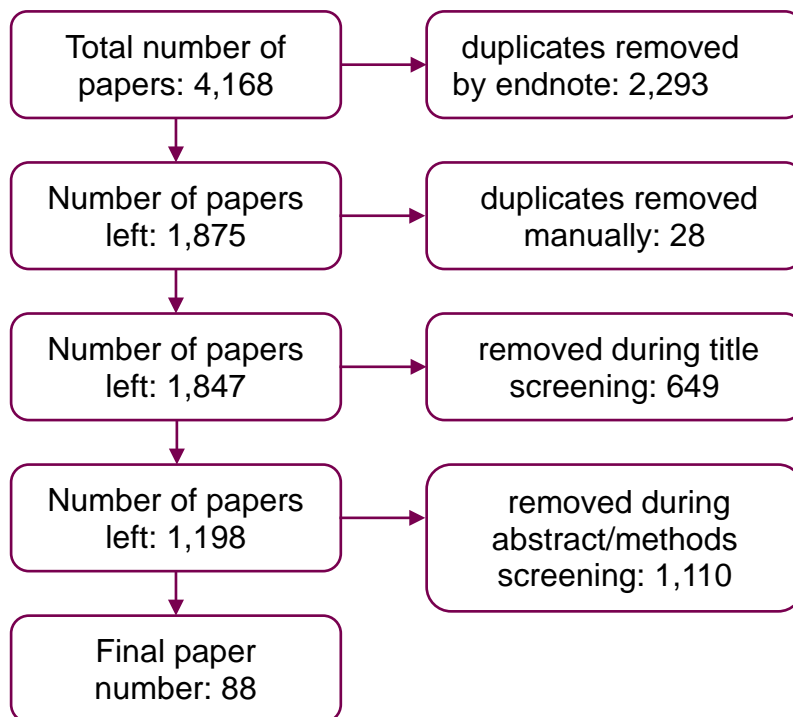 Total number of
papers: 4,168
duplicates removed
by endnote: 2,293
Number of papers
left: 1,875
duplicates removed
manually: 28
Number of papers
left: 1,847
removed during title
screening: 649
Number of papers
left: 1,198
removed during
abstract/methods
screening: 1,110
Final paper
number: 88